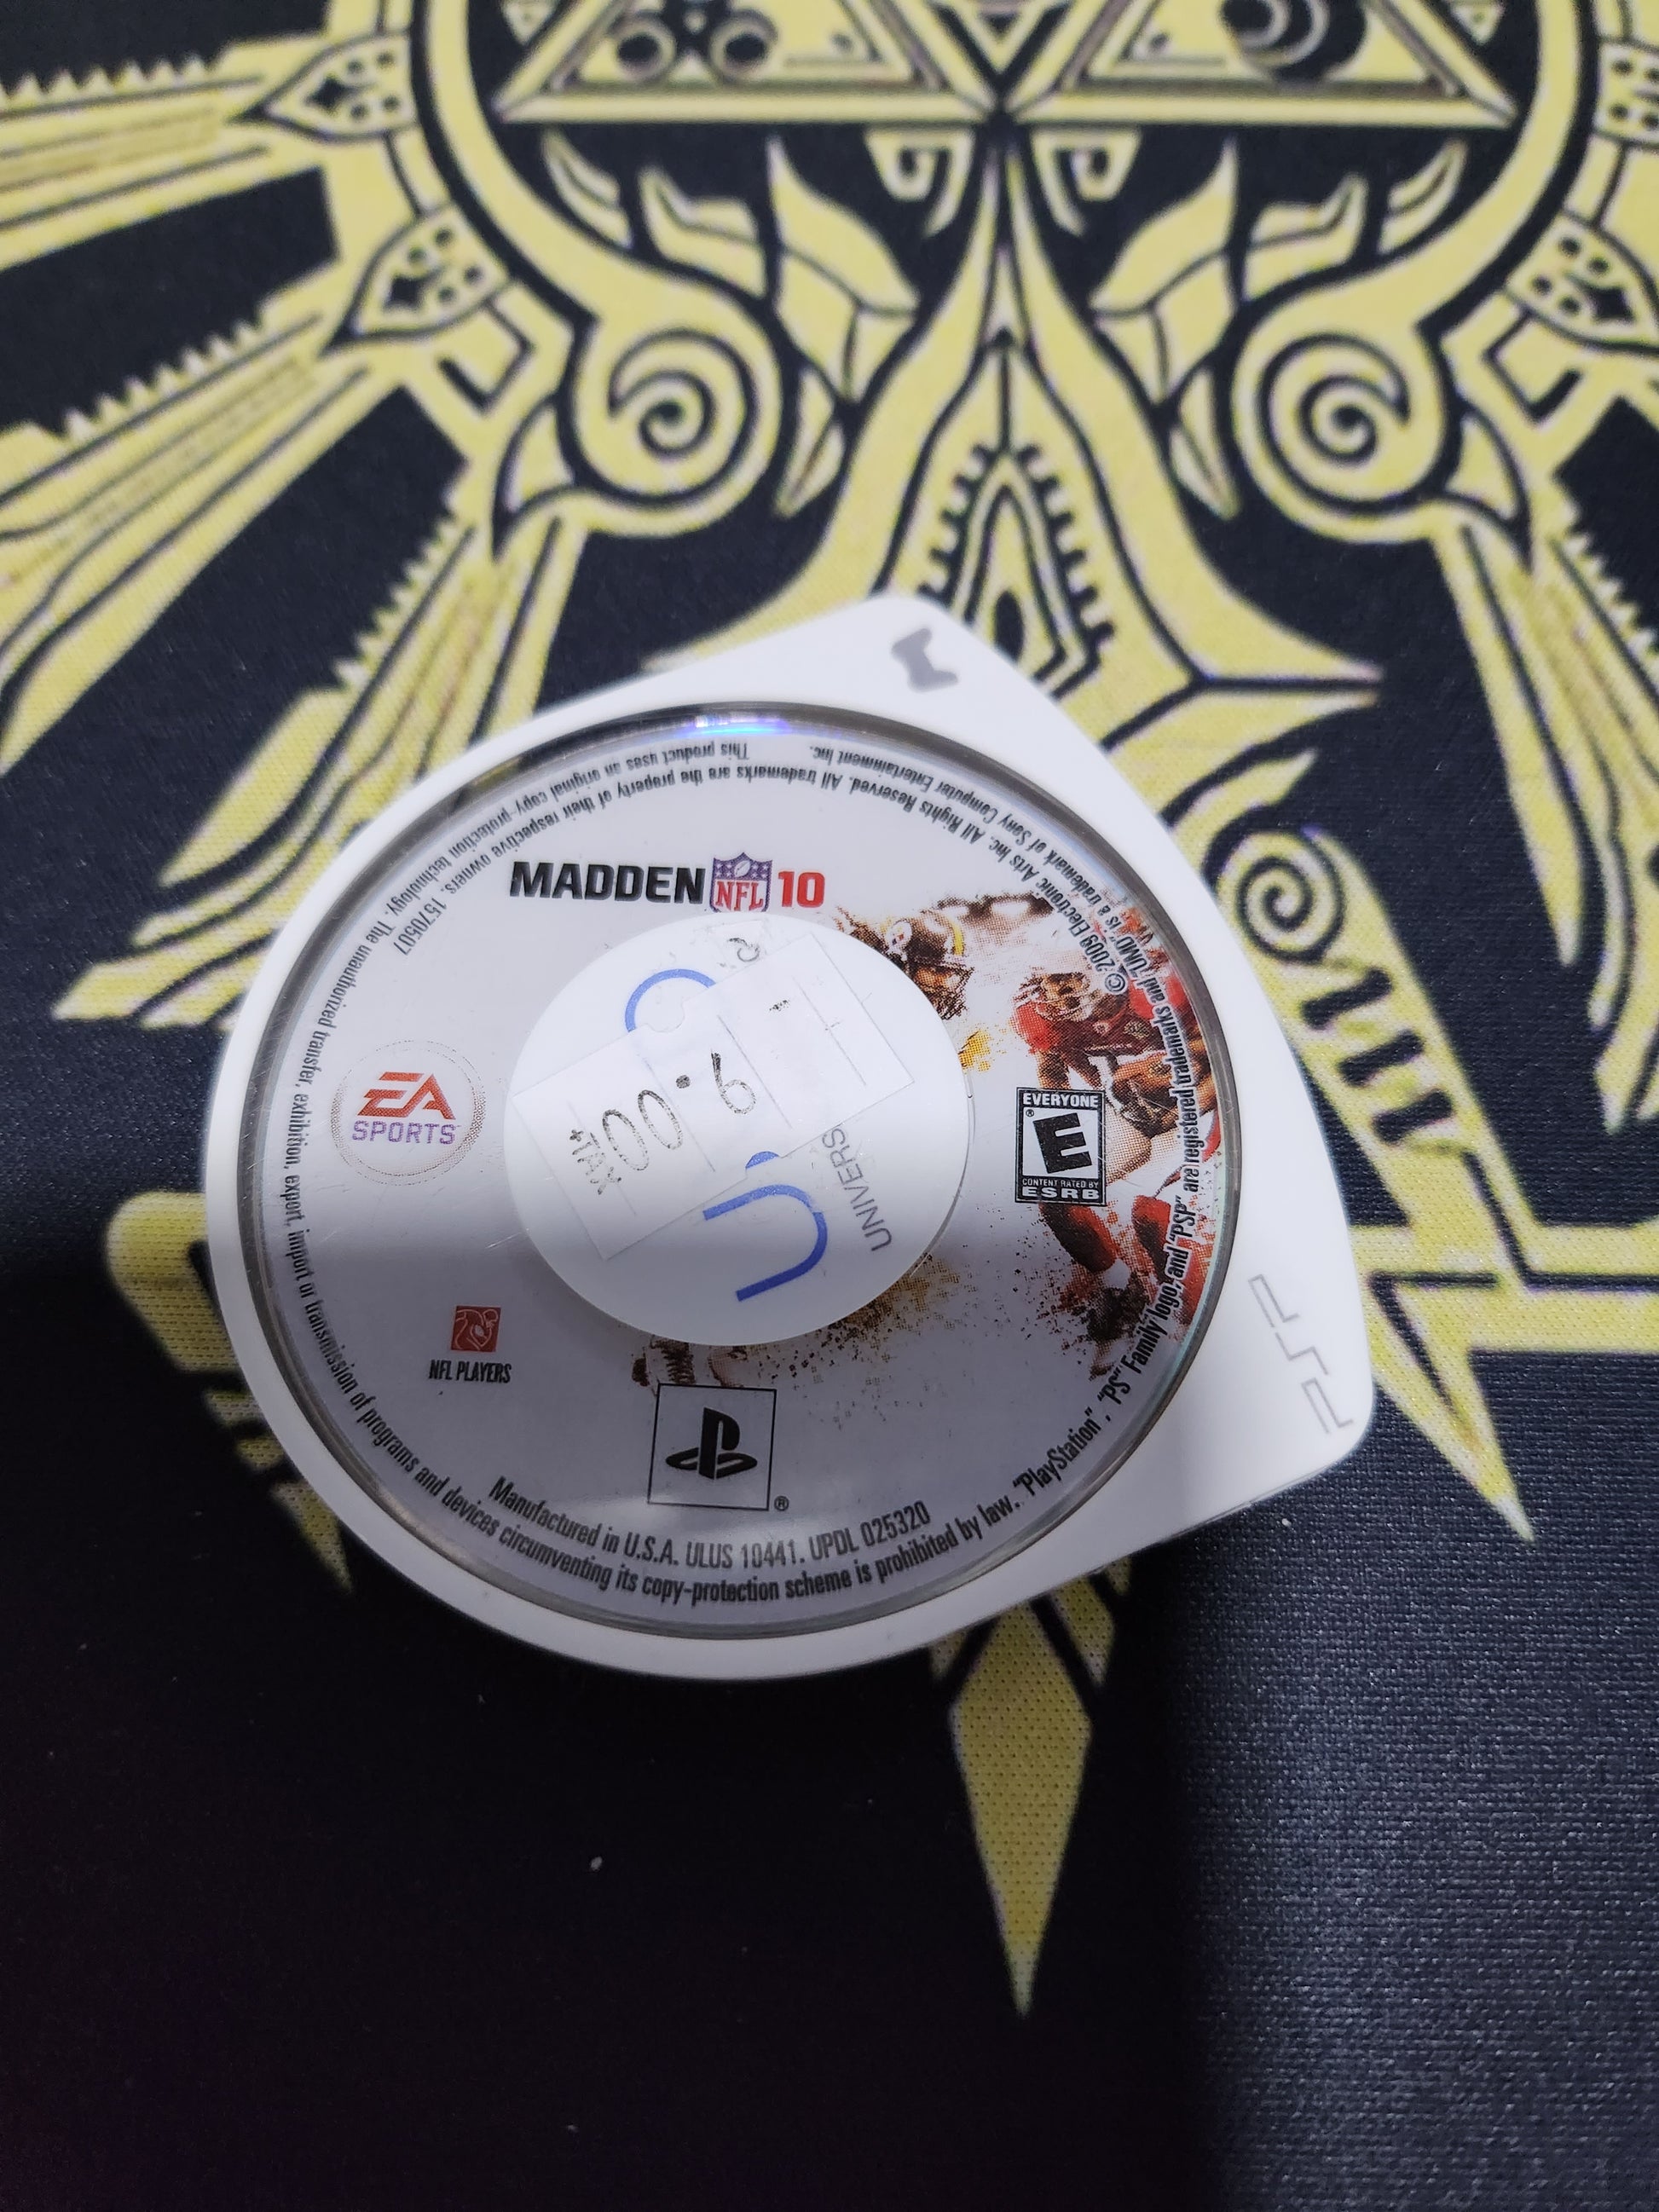 MADDEN NFL 10
EA
SPORTS
EVERYONE
E
®
CONTENT RATED BY
ESRB
UNIVERS
9.00
+TAX
NFL PLAYERS
®
Manufactured in U.S.A. ULUS 10441. UPDL 025320
© 2009 Electronic Arts Inc. All Rights Reserved. All trademarks are the property of their respective owners. 1570507
This product uses an original copy-protection technology. The unauthorized transfer, exhibition, export, import or transmission of programs and devices circumventing its copy-protection scheme is prohibited by law. "PlayStation", "PS" Family logo, and "PSP" are registered trademarks and "UMD" is a trademark of Sony Computer Entertainment Inc.
PSP